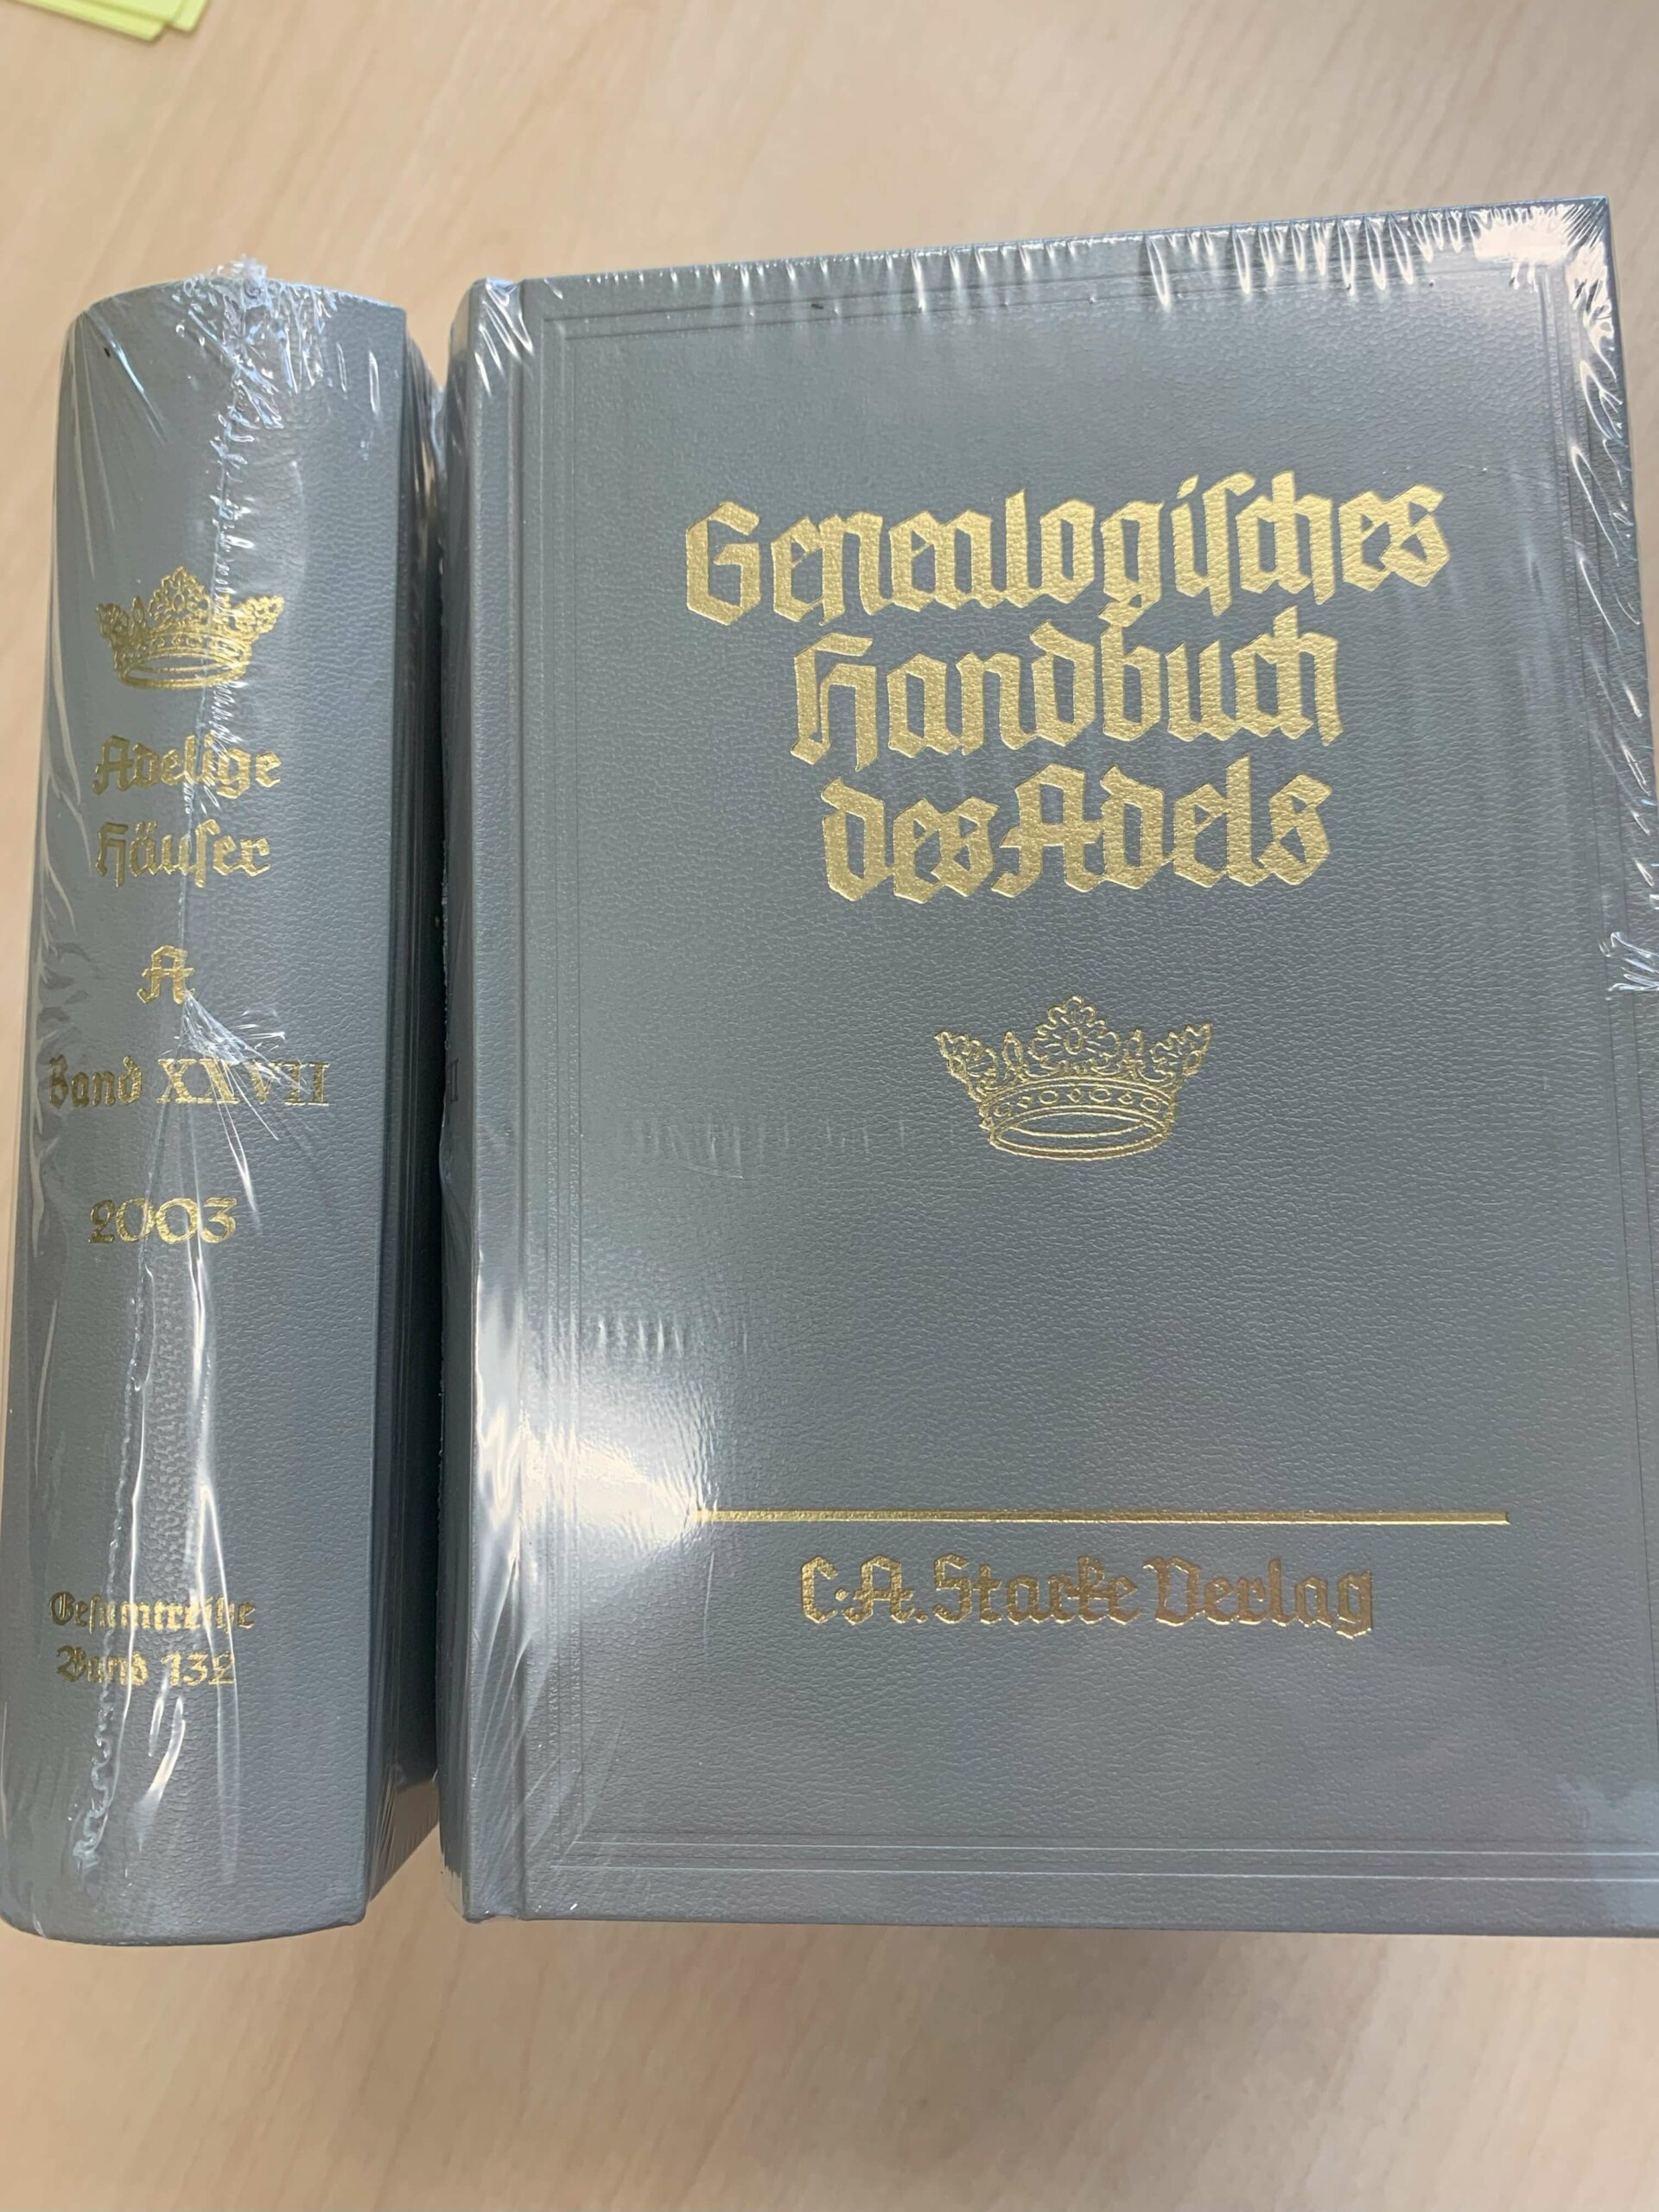 Adelige
Häuser
A
Band XXVII
2003
Gesamtreihe
Band 132
Genealogisches
Handbuch
des Adels
C.A. Starke Verlag